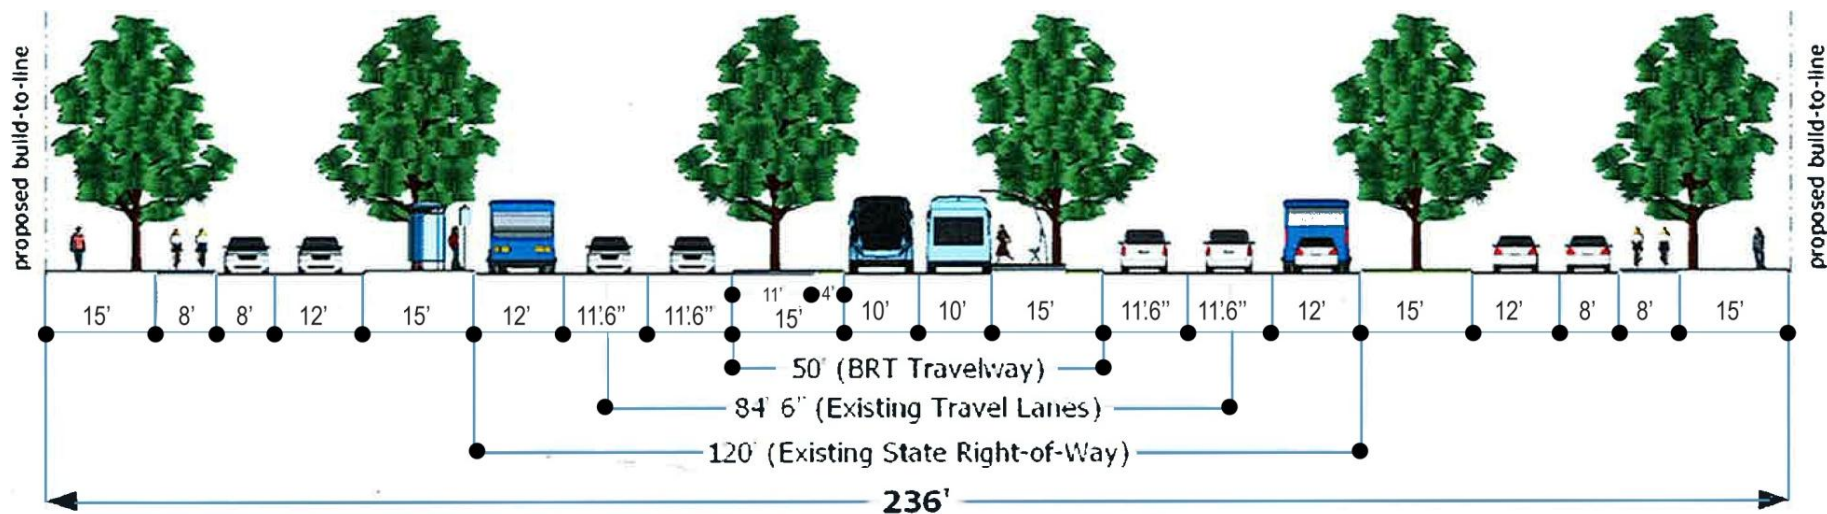 proposed build-to-line
proposed build-to-line
11' 4'
15' 8' 8' 12' 15' 12' 11'.6" 11'.6" 15' 10' 10' 15' 11'.6" 11'.6" 12' 15' 12' 8' 8' 15'
50' (BRT Travelway)
84' 6" (Existing Travel Lanes)
120' (Existing State Right-of-Way)
236'